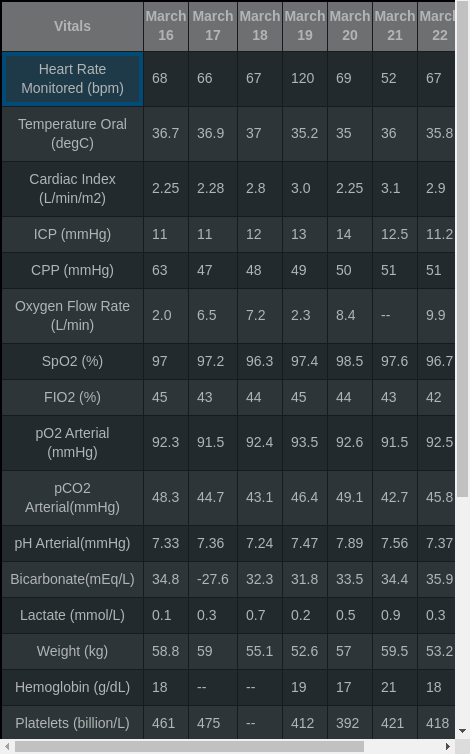 Vitals March 16 March 17 March 18 March 19 March 20 March 21 March 22
Heart Rate Monitored (bpm) 68 66 67 120 69 52 67
Temperature Oral (degC) 36.7 36.9 37 35.2 35 36 35.8
Cardiac Index (L/min/m2) 2.25 2.28 2.8 3.0 2.25 3.1 2.9
ICP (mmHg) 11 11 12 13 14 12.5 11.2
CPP (mmHg) 63 47 48 49 50 51 51
Oxygen Flow Rate (L/min) 2.0 6.5 7.2 2.3 8.4 -- 9.9
SpO2 (%) 97 97.2 96.3 97.4 98.5 97.6 96.7
FIO2 (%) 45 43 44 45 44 43 42
pO2 Arterial (mmHg) 92.3 91.5 92.4 93.5 92.6 91.5 92.5
pCO2 Arterial(mmHg) 48.3 44.7 43.1 46.4 49.1 42.7 45.8
pH Arterial(mmHg) 7.33 7.36 7.24 7.47 7.89 7.56 7.37
Bicarbonate(mEq/L) 34.8 -27.6 32.3 31.8 33.5 34.4 35.9
Lactate (mmol/L) 0.1 0.3 0.7 0.2 0.5 0.9 0.3
Weight (kg) 58.8 59 55.1 52.6 57 59.5 53.2
Hemoglobin (g/dL) 18 -- -- 19 17 21 18
Platelets (billion/L) 461 475 -- 412 392 421 418